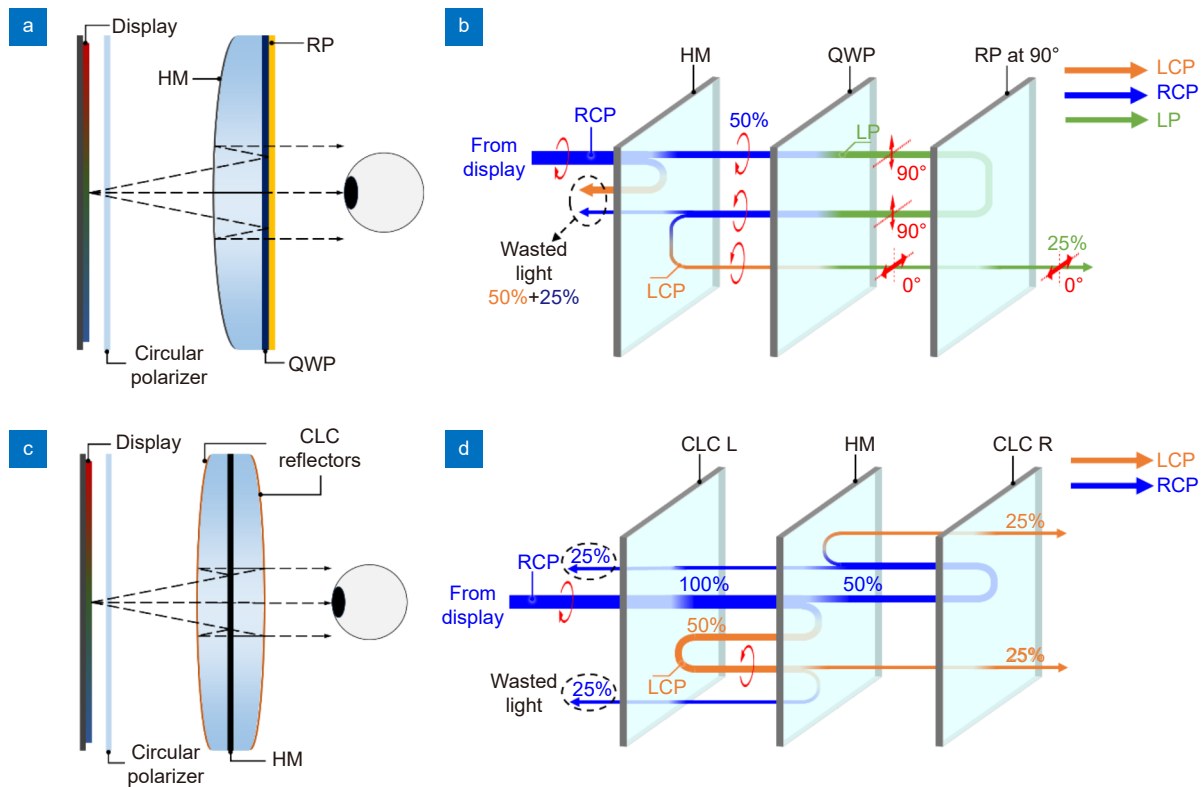 a
Display
HM
RP
Circular
polarizer
QWP
b
HM
QWP
RP at 90°
LCP
RCP
LP
RCP
50%
LP
From
display
90°
90°
Wasted
light
50%+25%
LCP
0°
25%
0°
c
Display
CLC
reflectors
Circular
polarizer
HM
d
CLC L
HM
CLC R
LCP
RCP
25%
RCP
25%
100%
50%
From
display
50%
LCP
25%
Wasted
light
25%